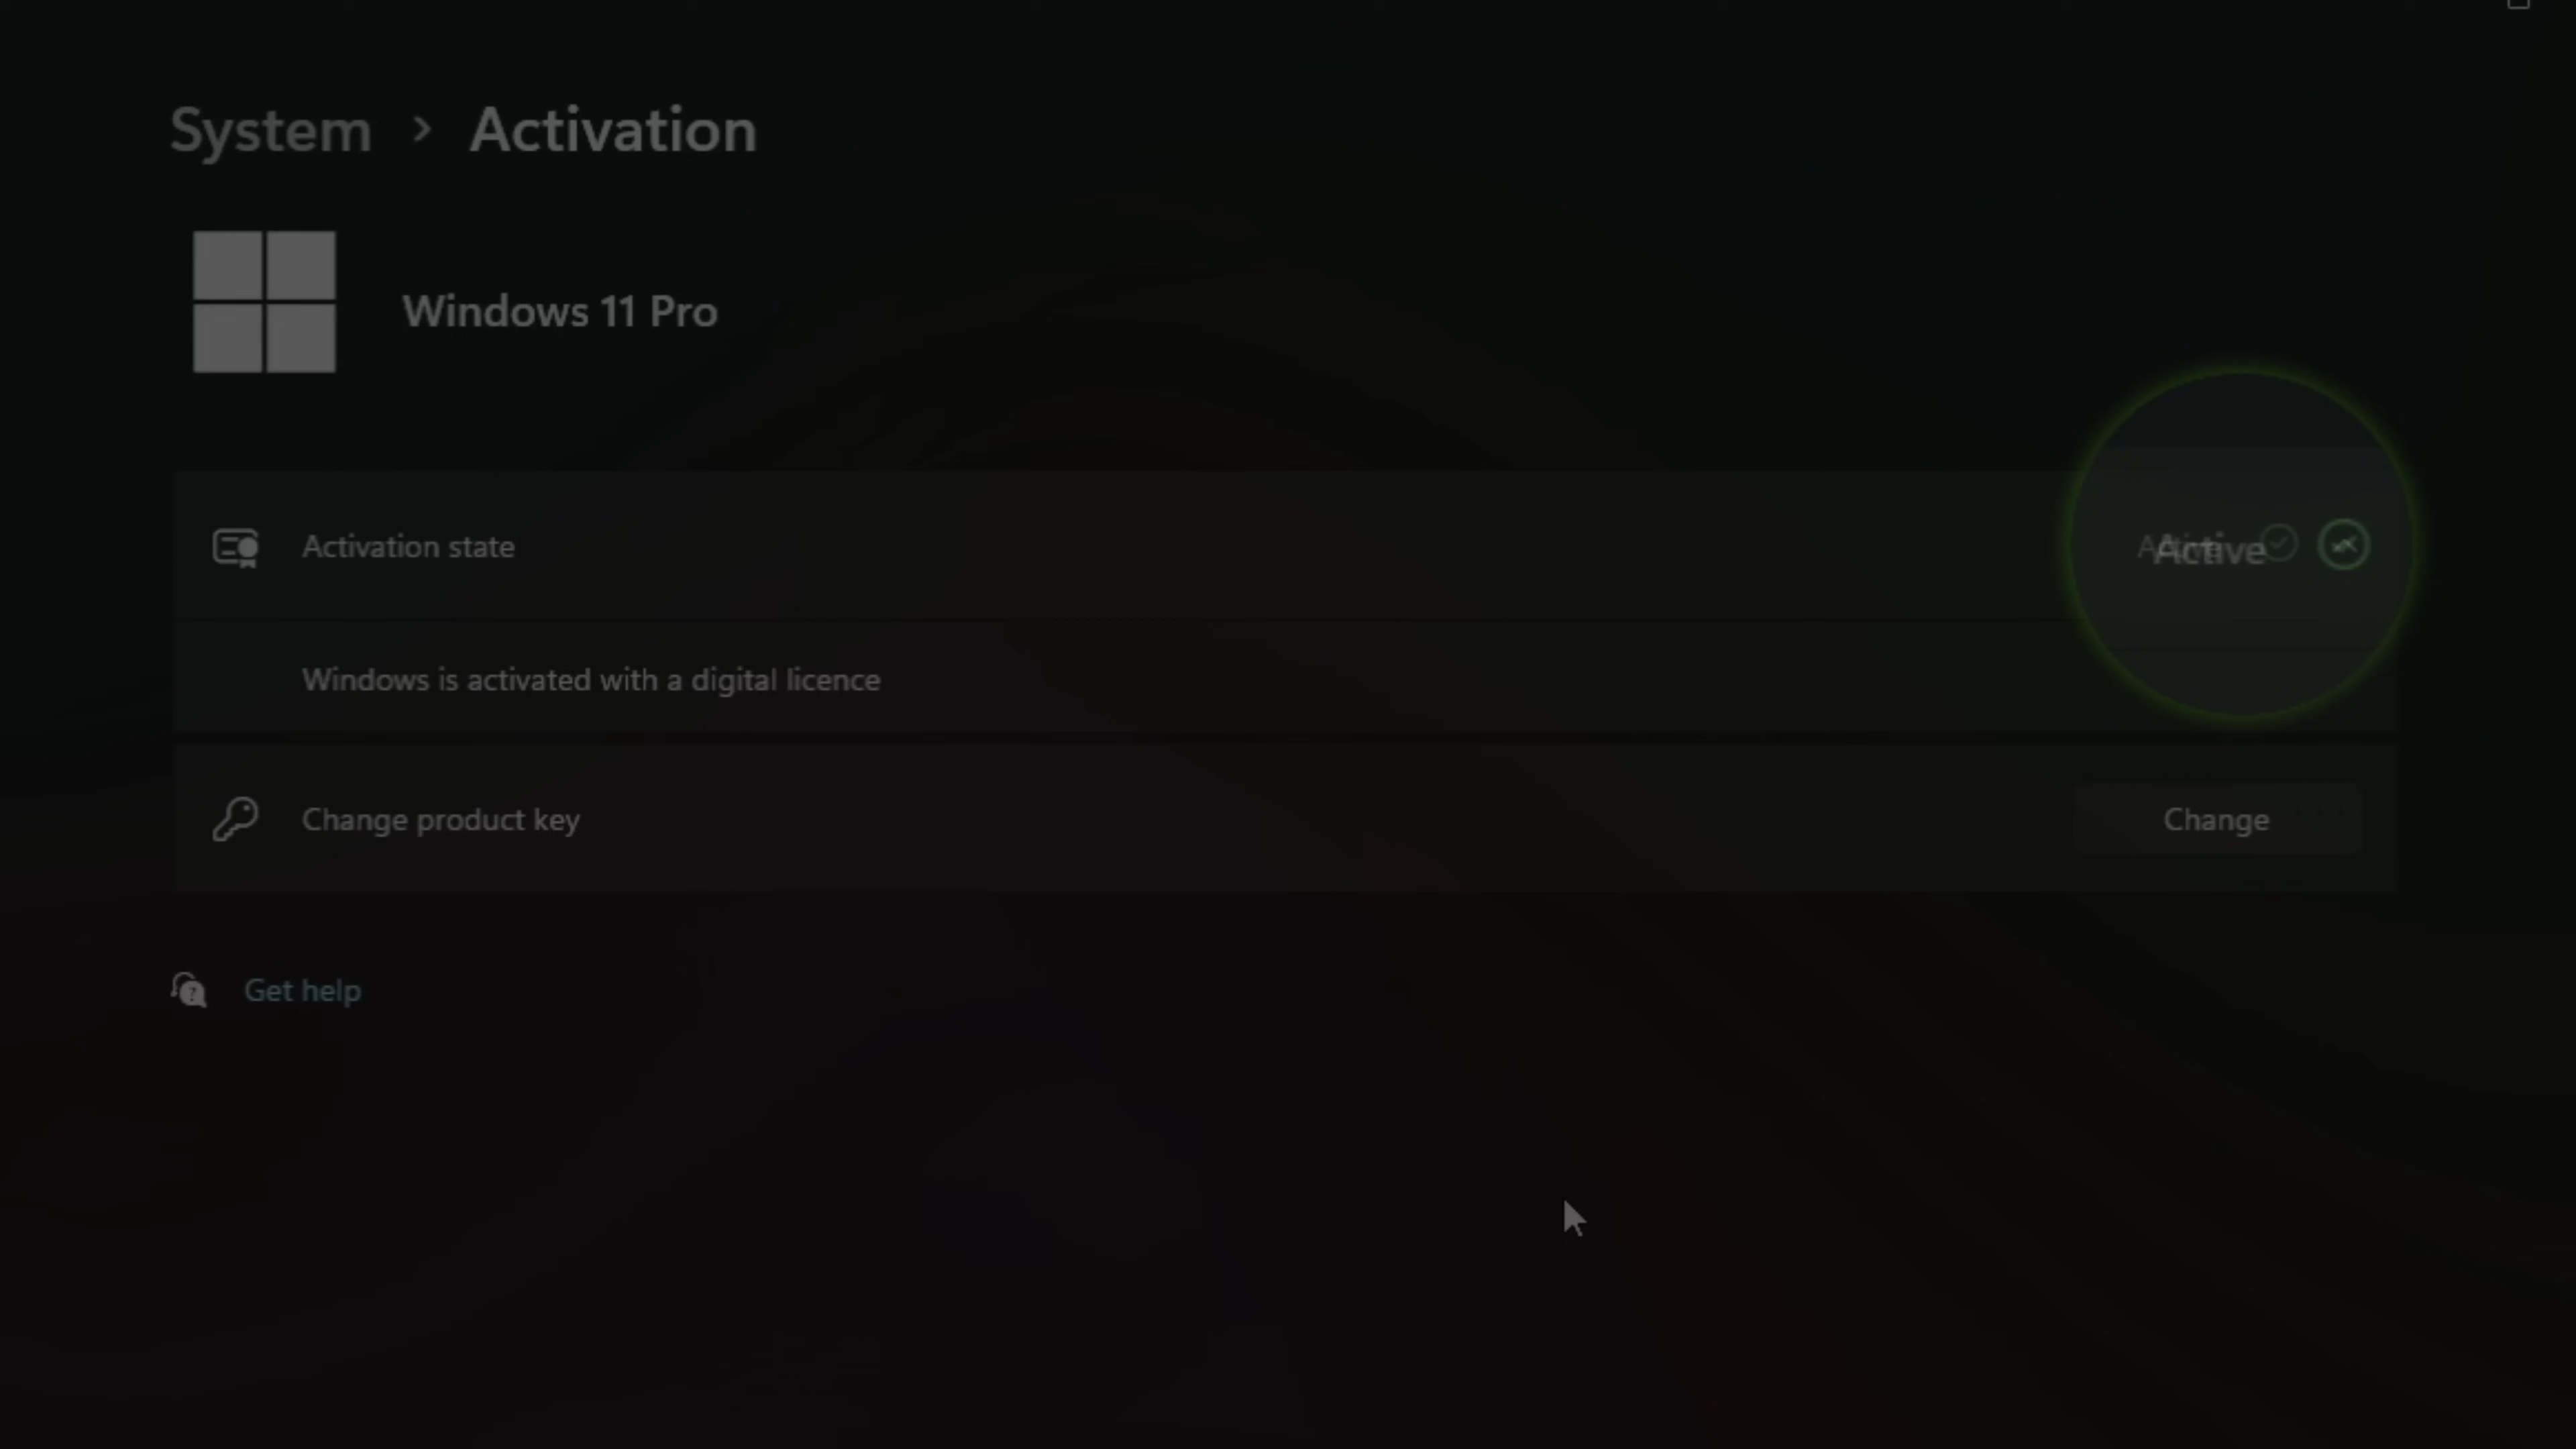 System > Activation
Windows 11 Pro
Activation state
Active
Windows is activated with a digital licence
Change product key
Change
Get help